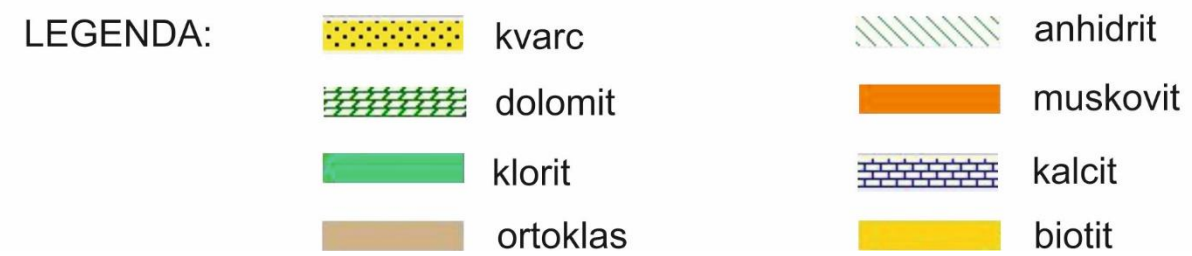 LEGENDA: kvarc anhidrit
dolomit muskovit
klorit kalcit
ortoklas biotit